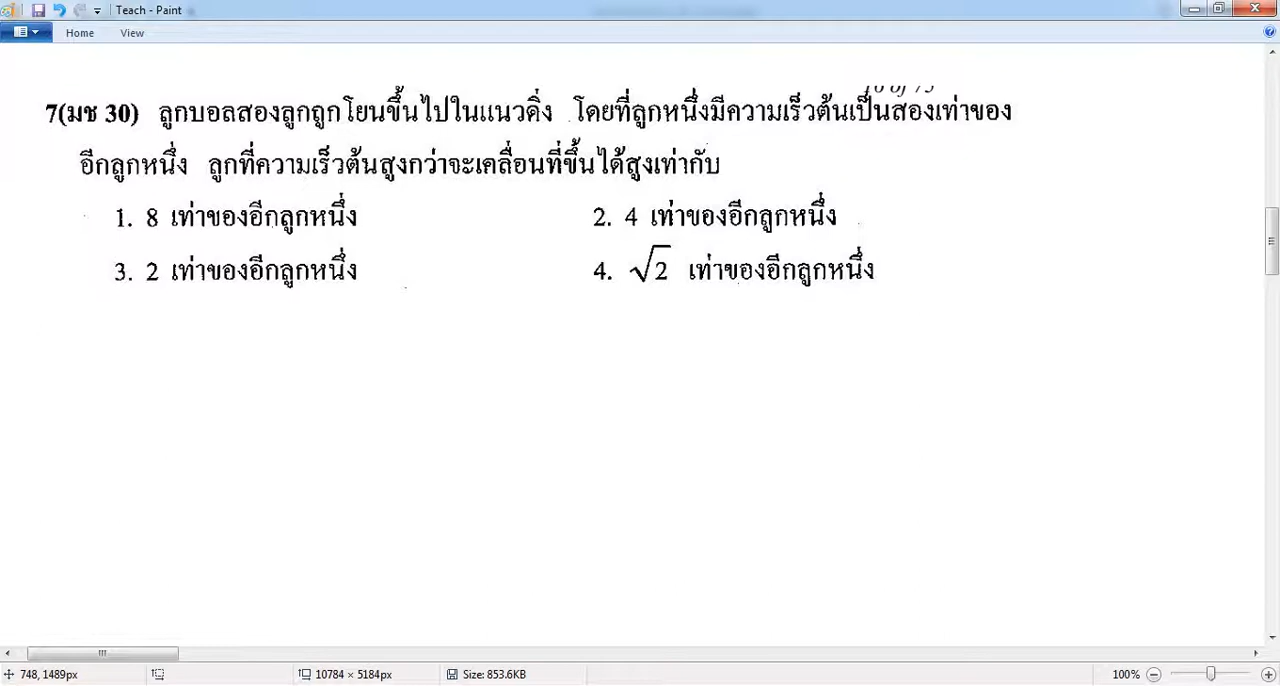 Teach - Paint
Home View
7(มช 30) ลูกบอลสองลูกถูกโยนขึ้นไปในแนวดิ่ง โดยที่ลูกหนึ่งมีความเร็วต้นเป็นสองเท่าของ
อีกลูกหนึ่ง ลูกที่ความเร็วต้นสูงกว่าจะเคลื่อนที่ขึ้นได้สูงเท่ากับ
1. 8 เท่าของอีกลูกหนึ่ง 2. 4 เท่าของอีกลูกหนึ่ง
3. 2 เท่าของอีกลูกหนึ่ง 4. √2 เท่าของอีกลูกหนึ่ง
748, 1489px 10784 × 5184px Size: 853.6KB 100%